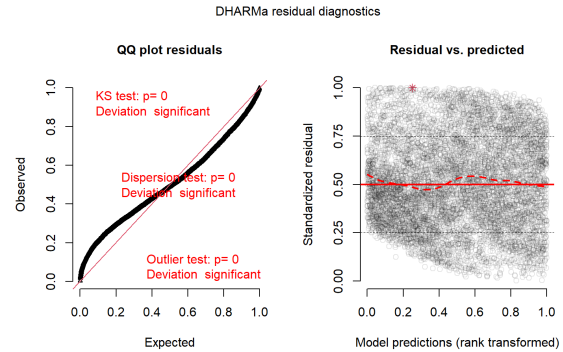 DHARMa residual diagnostics
QQ plot residuals
KS test: p= 0
Deviation significant
Dispersion test: p= 0
Deviation significant
Outlier test: p= 0
Deviation significant
Observed
0.0 0.2 0.4 0.6 0.8 1.0
0.0 0.2 0.4 0.6 0.8 1.0
Expected
Residual vs. predicted
Standardized residual
0.00 0.25 0.50 0.75 1.00
0.0 0.2 0.4 0.6 0.8 1.0
Model predictions (rank transformed)